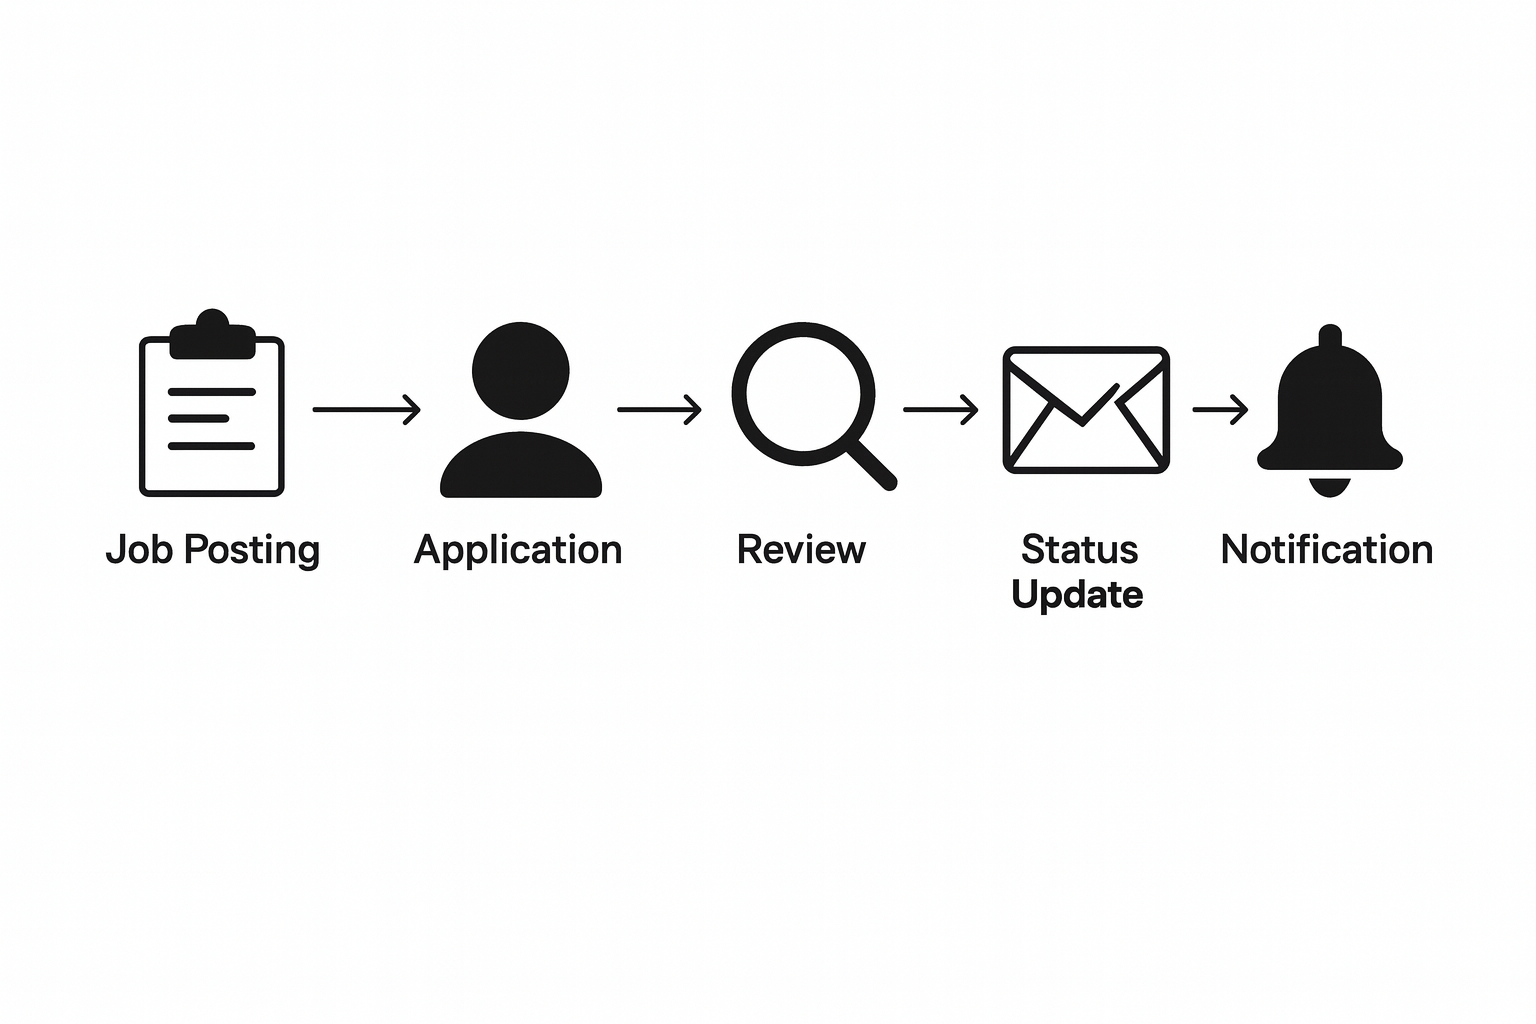 Job Posting
Application
Review
Status
Update
Notification